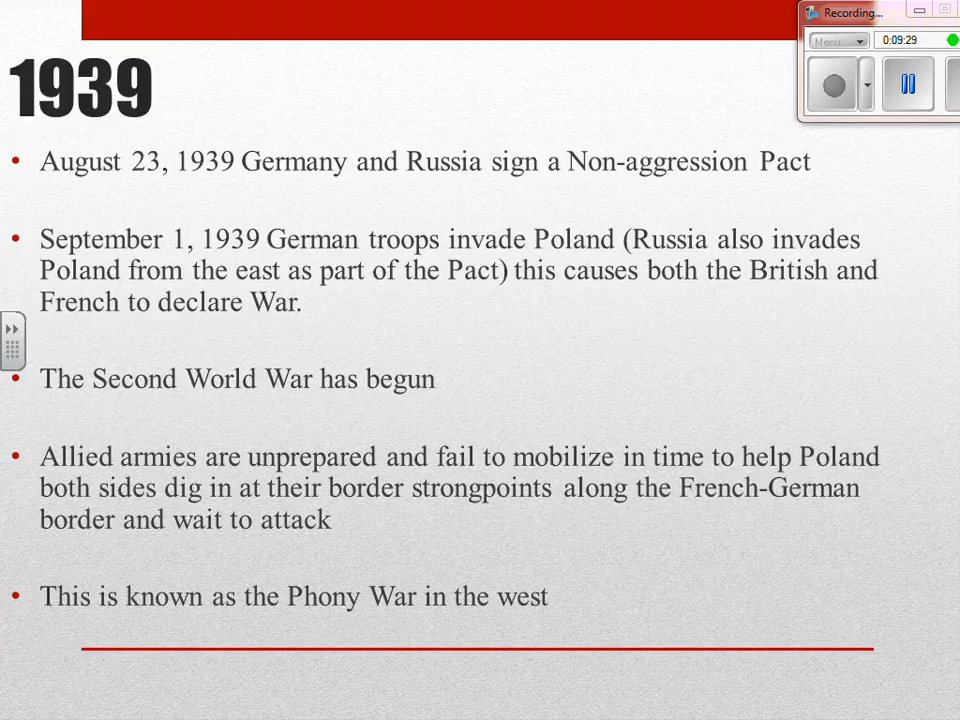 Recording...
Menu
0:09:29
1939
• August 23, 1939 Germany and Russia sign a Non-aggression Pact
• September 1, 1939 German troops invade Poland (Russia also invades
Poland from the east as part of the Pact) this causes both the British and
French to declare War.
• The Second World War has begun
• Allied armies are unprepared and fail to mobilize in time to help Poland
both sides dig in at their border strongpoints along the French-German
border and wait to attack
• This is known as the Phony War in the west